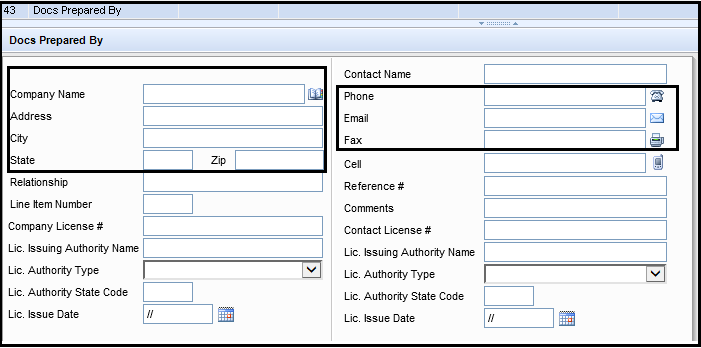 43 Docs Prepared By
Docs Prepared By
Company Name
Address
City
State Zip
Relationship
Line Item Number
Company License #
Lic. Issuing Authority Name
Lic. Authority Type
Lic. Authority State Code
Lic. Issue Date //
Contact Name
Phone
Email
Fax
Cell
Reference #
Comments
Contact License #
Lic. Issuing Authority Name
Lic. Authority Type
Lic. Authority State Code
Lic. Issue Date //